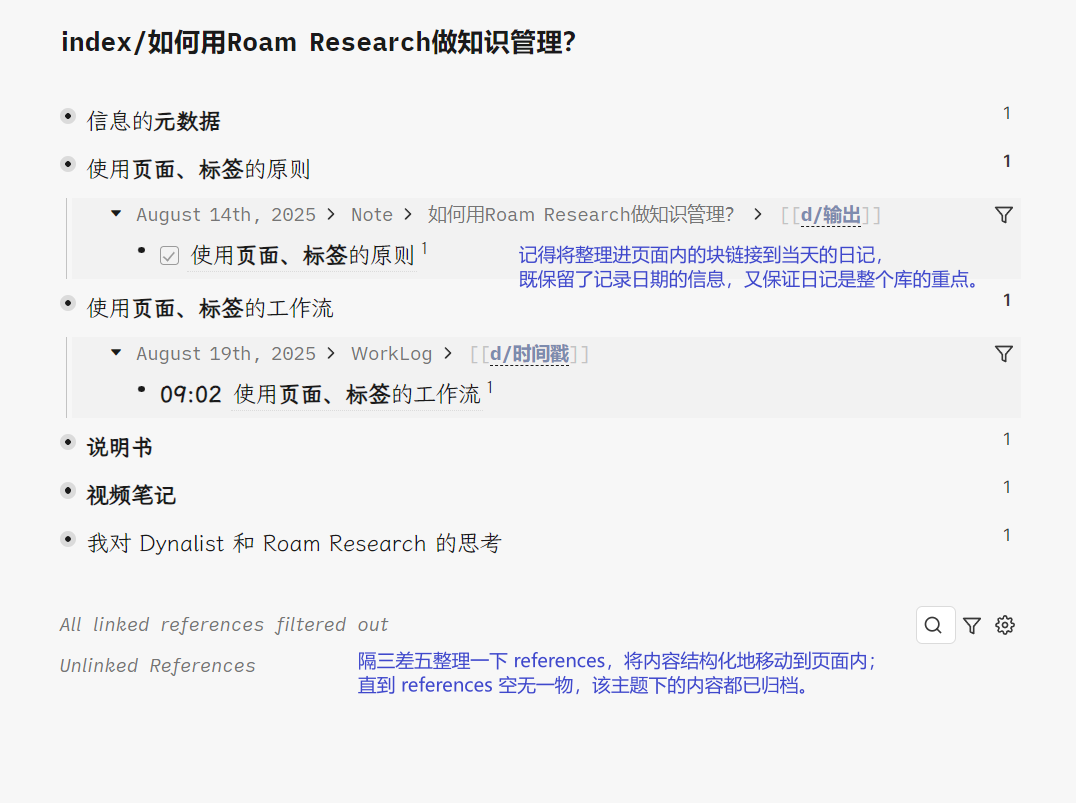 index/如何用Roam Research做知识管理?
信息的元数据 1
使用页面、标签的原则 1
August 14th, 2025 > Note > 如何用Roam Research做知识管理? > [[d/输出]]
使用页面、标签的原则 1
记得将整理进页面内的块链接到当天的日记，
既保留了记录日期的信息，又保证日记是整个库的重点。
使用页面、标签的工作流 1
August 19th, 2025 > WorkLog > [[d/时间戳]]
09:02 使用页面、标签的工作流 1
说明书 1
视频笔记 1
我对 Dynalist 和 Roam Research 的思考 1
All linked references filtered out
Unlinked References
隔三差五整理一下 references，将内容结构化地移动到页面内；
直到 references 空无一物，该主题下的内容都已归档。